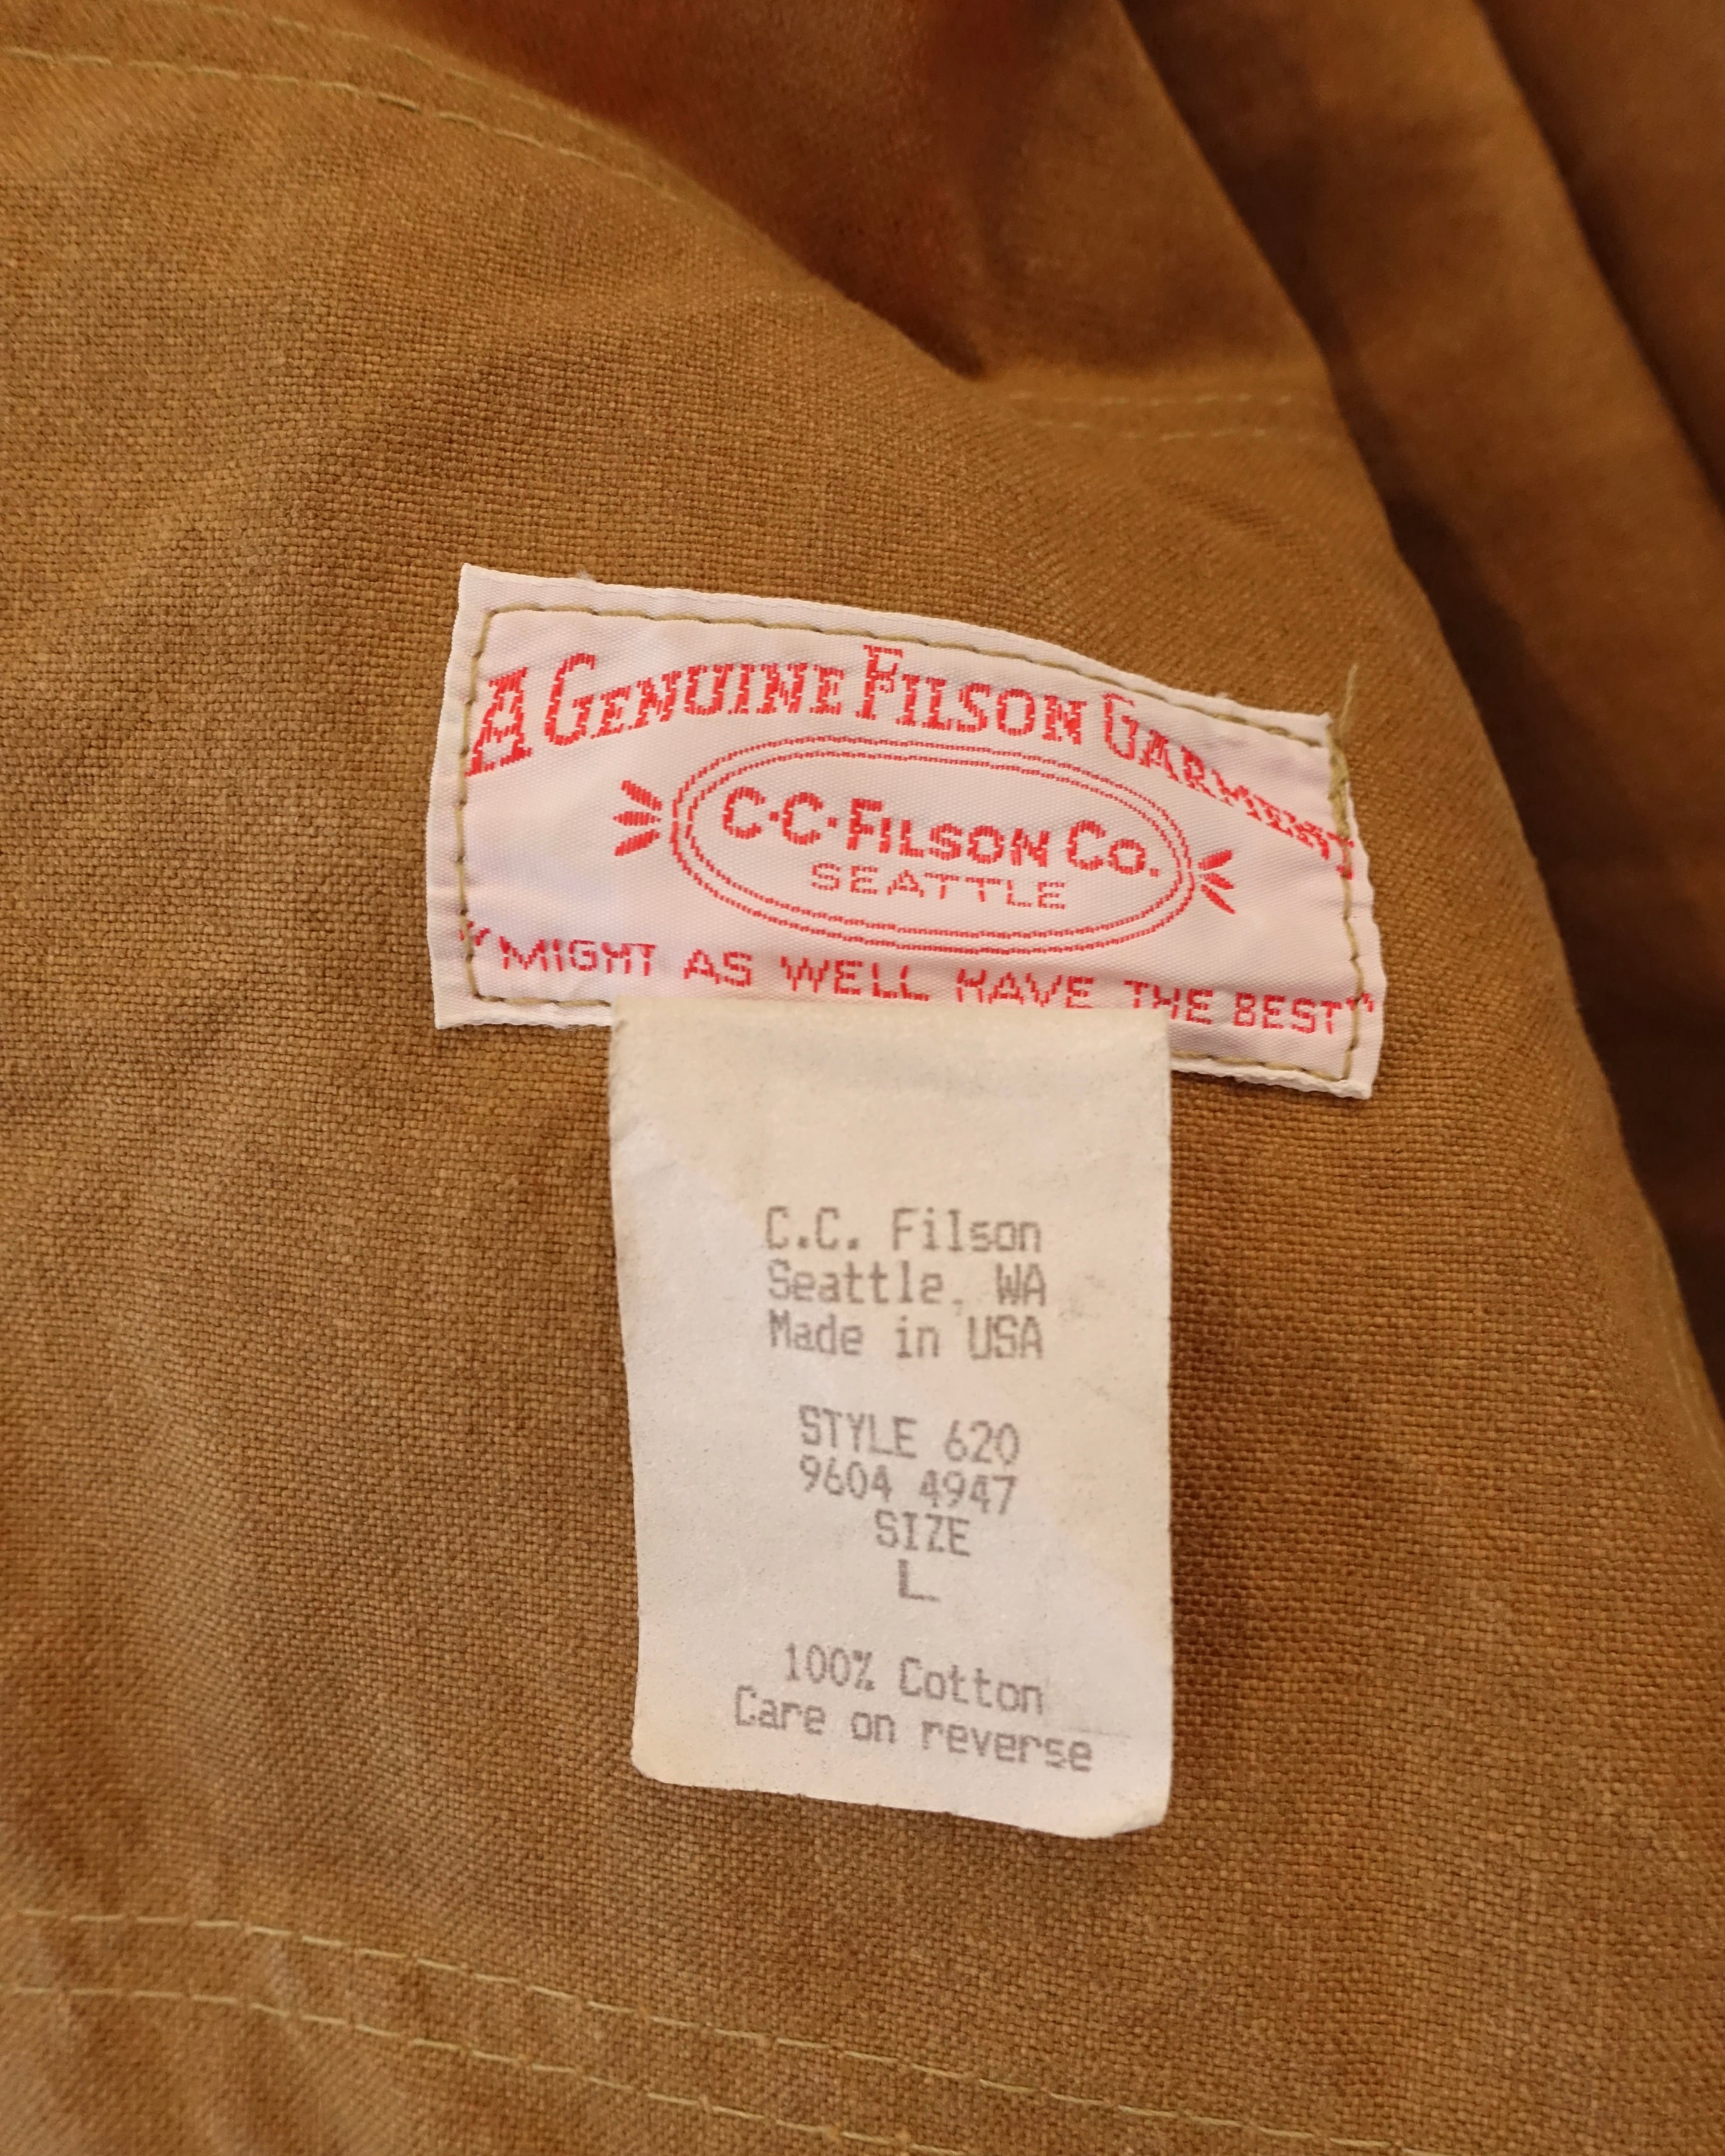 A GENUINE FILSON GARMENT
C·C·FILSON CO.
SEATTLE
"MIGHT AS WELL HAVE THE BEST"
C.C. Filson
Seattle, WA
Made in USA
STYLE 620
9604 4947
SIZE
L
100% Cotton
Care on reverse